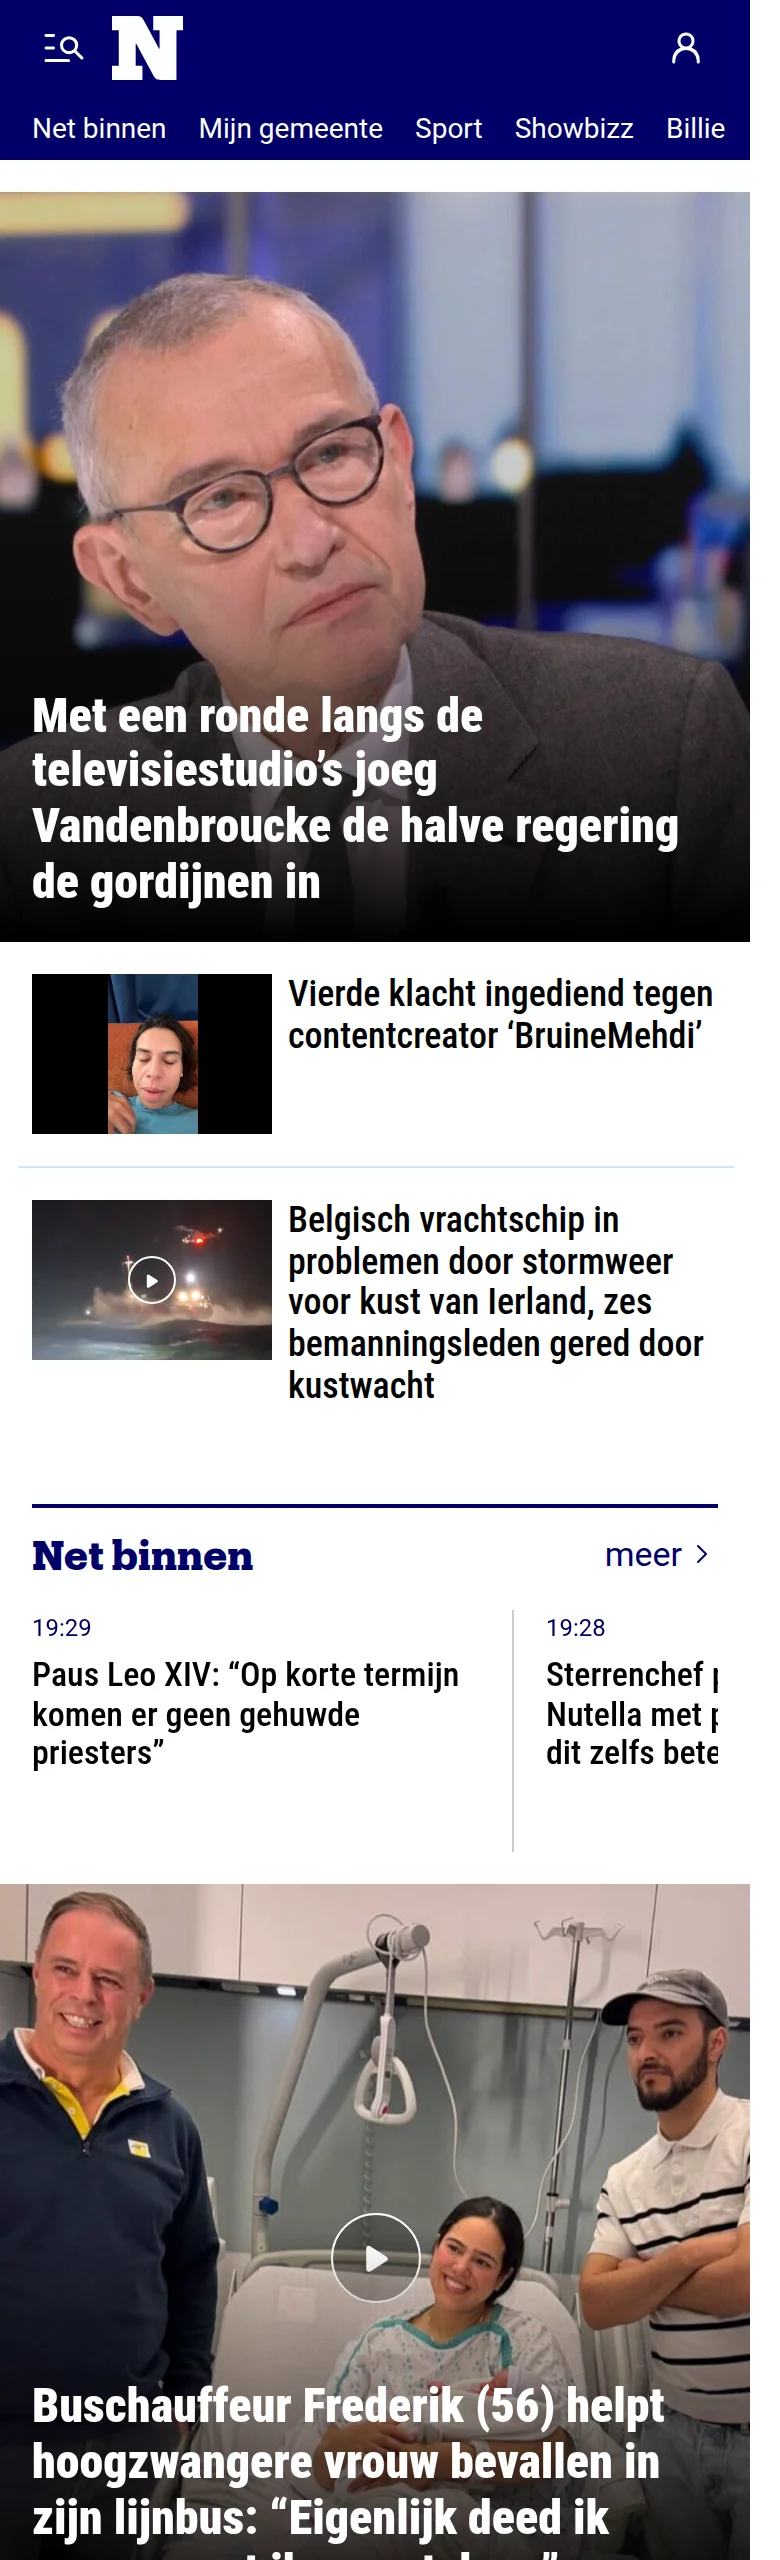 N
Net binnen Mijn gemeente Sport Showbizz Billie
Met een ronde langs de
televisiestudio’s joeg
Vandenbroucke de halve regering
de gordijnen in
Vierde klacht ingediend tegen
contentcreator ‘BruineMehdi’
Belgisch vrachtschip in
problemen door stormweer
voor kust van Ierland, zes
bemanningsleden gered door
kustwacht
Net binnen
meer
19:29
Paus Leo XIV: “Op korte termijn
komen er geen gehuwde
priesters”
19:28
Sterrenchef
Nutella met
dit zelfs
Buschauffeur Frederik (56) helpt
hoogzwangere vrouw bevallen in
zijn lijnbus: “Eigenlijk deed ik